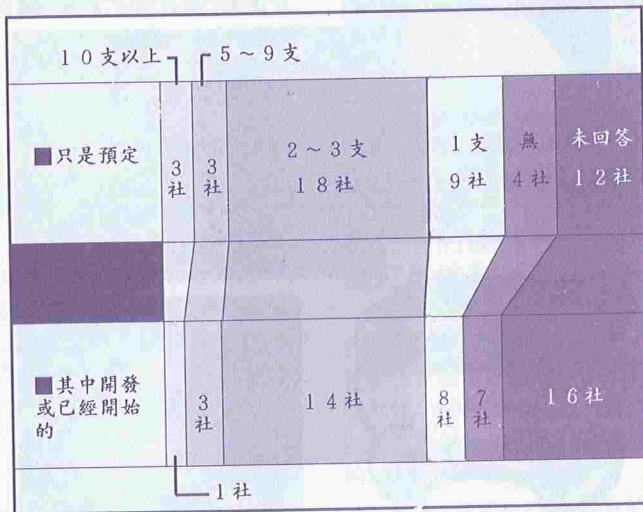 10支以上
5～9支
■只是預定
3
社
3
社
2～3支
18社
1支
9社
無
4社
未回答
12社
■其中開發
或已經開始
的
3
社
14社
8
社
7
社
16社
1社